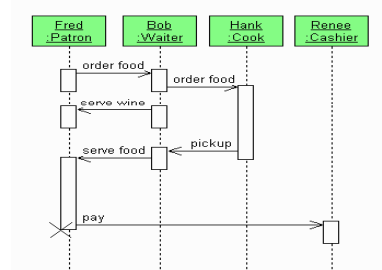 Fred
:Patron
Bob
:Waiter
Hank
:Cook
Renee
:Cashier
order food
order food
serve wine
pickup
serve food
pay